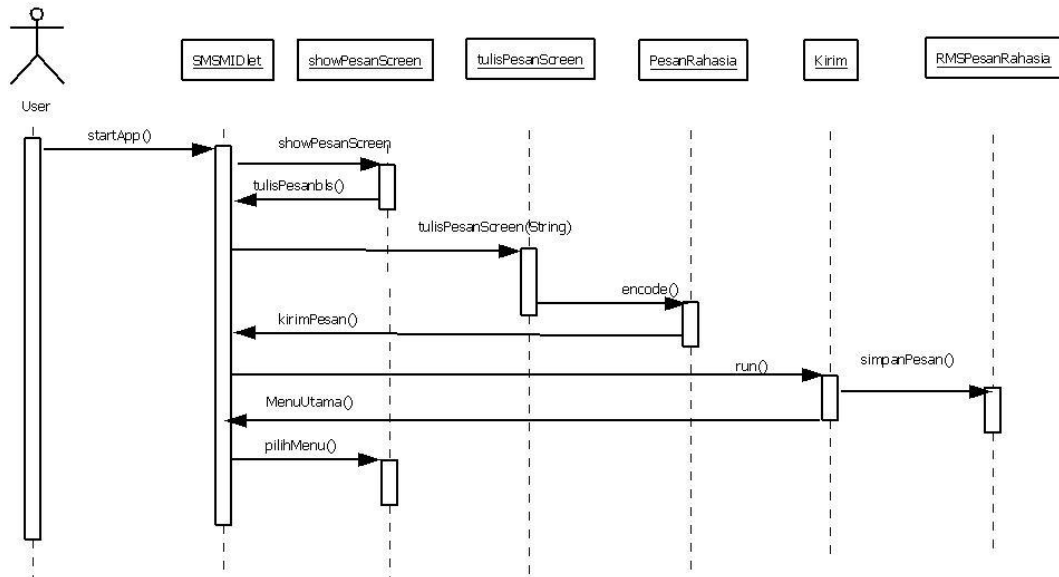 SMSMIDlet
showPesanScreen
tulisPesanScreen
PesanRahasia
Kirim
RMSPesanRahasia
User
startApp()
showPesanScreen
tulisPesanbls()
tulisPesanScreen(String)
encode()
kirimPesan()
run()
simpanPesan()
MenuUtama()
pilihMenu()